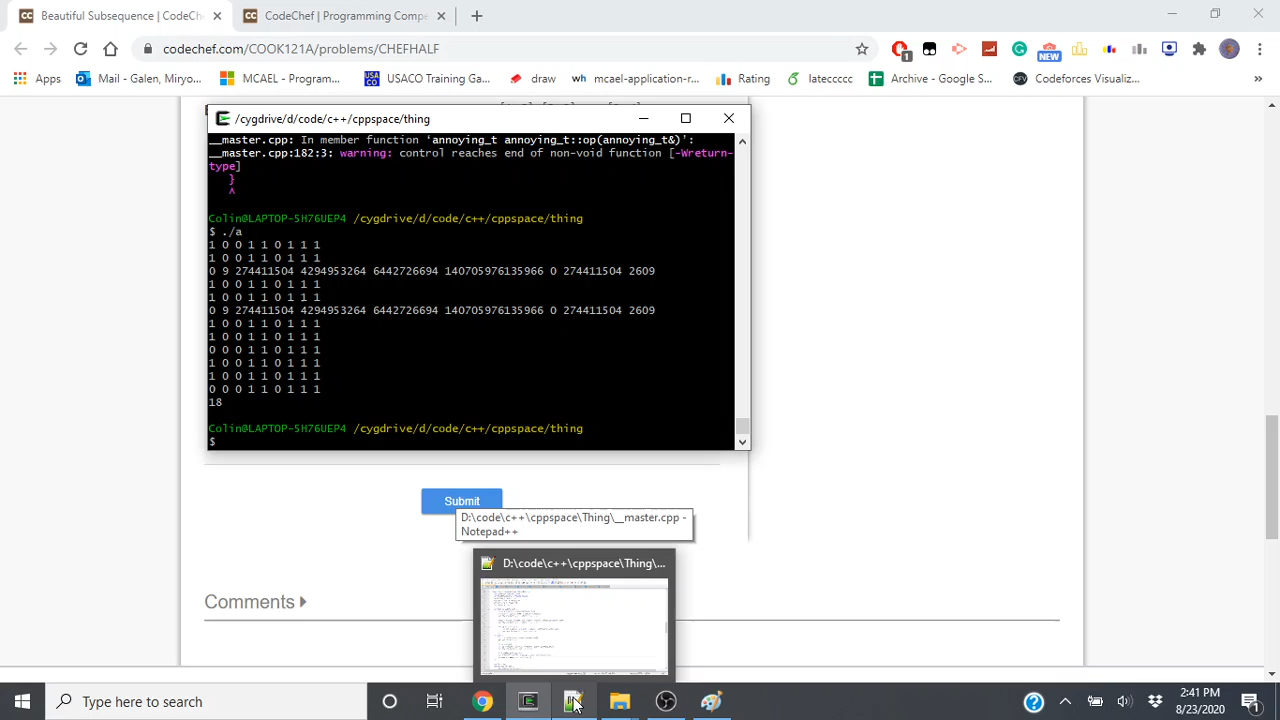 Beautiful Subsequence | CodeChe
CodeChef | Programming Compe
codechef.com/COOK121A/problems/CHEFHALF
1
NEW
Apps
Mail - Galen, Miryo...
MCAEL - Program...
USACO Training Ga...
draw
mcael-application-r...
Rating
lateccccc
Archive - Google S...
Codeforces Visualiz...
»
/cygdrive/d/code/c++/cppspace/thing
__master.cpp: In member function ‘annoying_t annoying_t::op(annoying_t&)’:
__master.cpp:182:3: warning: control reaches end of non-void function [-Wreturn-
type]
}
^
Colin@LAPTOP-5H76UEP4 /cygdrive/d/code/c++/cppspace/thing
$ ./a
1 0 0 1 1 0 1 1 1
1 0 0 1 1 0 1 1 1
0 9 274411504 4294953264 6442726694 140705976135966 0 274411504 2609
1 0 0 1 1 0 1 1 1
1 0 0 1 1 0 1 1 1
0 9 274411504 4294953264 6442726694 140705976135966 0 274411504 2609
1 0 0 1 1 0 1 1 1
1 0 0 1 1 0 1 1 1
0 0 0 1 1 0 1 1 1
1 0 0 1 1 0 1 1 1
1 0 0 1 1 0 1 1 1
0 0 0 1 1 0 1 1 1
18
Colin@LAPTOP-5H76UEP4 /cygdrive/d/code/c++/cppspace/thing
$
Submit
D:\code\c++\cppspace\Thing\__master.cpp -
Notepad++
D:\code\c++\cppspace\Thing\...
Comments
Type here to search
2:41 PM
8/23/2020
1